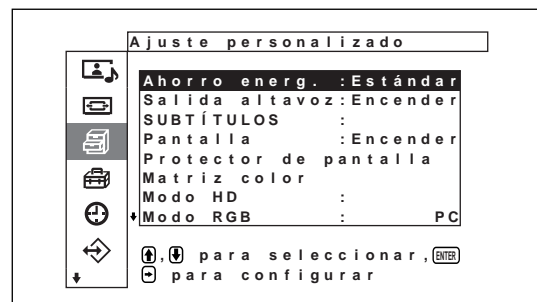 Ajuste personalizado
Ahorro energ. :Estándar
Salida altavoz:Encender
SUBTÍTULOS :
Pantalla :Encender
Protector de pantalla
Matriz color
Modo HD :
Modo RGB : PC
, para seleccionar, ENTER
para configurar